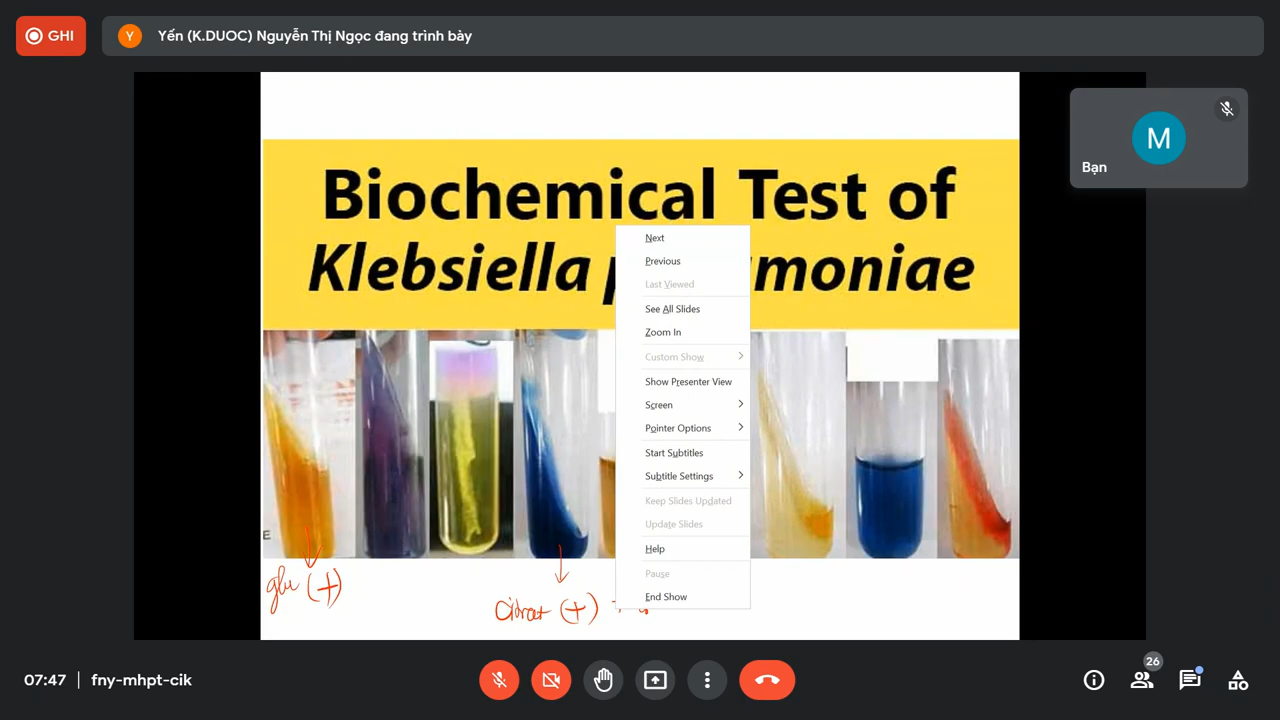 GHI
Y Yến (K.DUOC) Nguyễn Thị Ngọc đang trình bày
M
Bạn
Biochemical Test of
Klebsiella p moniae
Next
Previous
Last Viewed
See All Slides
Zoom In
Custom Show
Show Presenter View
Screen
Pointer Options
Start Subtitles
Subtitle Settings
Keep Slides Updated
Update Slides
Help
Pause
End Show
E
glu (+)
Citrat (+)
07:47 | fny-mhpt-cik
26